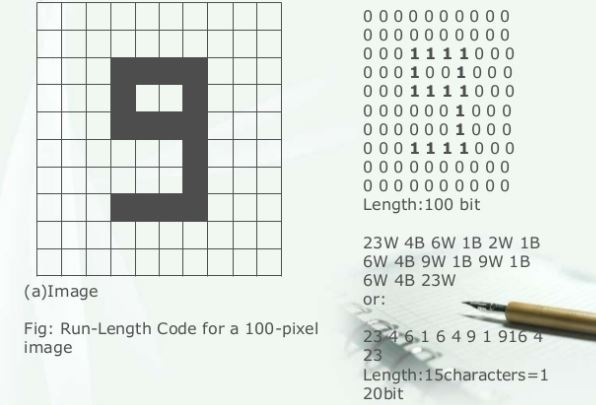 0 0 0 0 0 0 0 0 0 0
0 0 0 0 0 0 0 0 0 0
0 0 0 1 1 1 1 0 0 0
0 0 0 1 0 0 1 0 0 0
0 0 0 1 1 1 1 0 0 0
0 0 0 0 0 0 1 0 0 0
0 0 0 0 0 0 1 0 0 0
0 0 0 1 1 1 1 0 0 0
0 0 0 0 0 0 0 0 0 0
0 0 0 0 0 0 0 0 0 0
Length:100 bit
23W 4B 6W 1B 2W 1B
6W 4B 9W 1B 9W 1B
6W 4B 23W
or:
23 4 6 1 6 4 9 1 916 4
23
Length:15characters=1
20bit
(a)Image
Fig: Run-Length Code for a 100-pixel
image